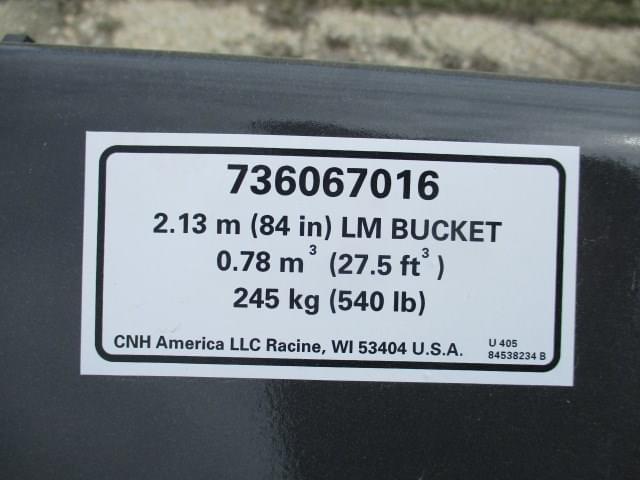 736067016
2.13 m (84 in) LM BUCKET
0.78 m³ (27.5 ft³)
245 kg (540 lb)
CNH America LLC Racine, WI 53404 U.S.A.
U 405
84538234 B